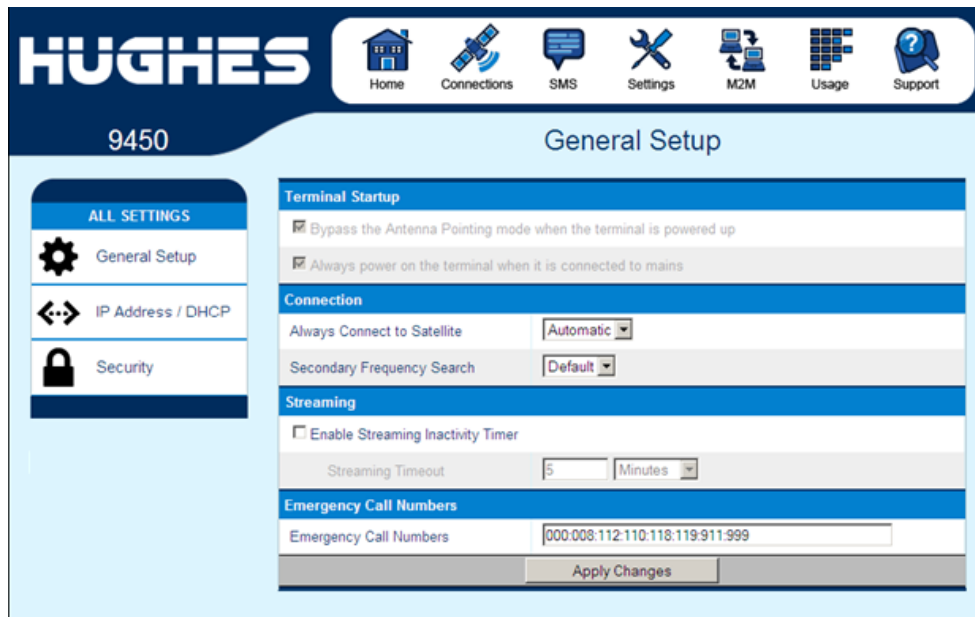 HUGHES
Home
Connections
SMS
Settings
M2M
Usage
Support
9450
General Setup
ALL SETTINGS
General Setup
IP Address / DHCP
Security
Terminal Startup
Bypass the Antenna Pointing mode when the terminal is powered up
Always power on the terminal when it is connected to mains
Connection
Always Connect to Satellite Automatic
Secondary Frequency Search Default
Streaming
Enable Streaming Inactivity Timer
Streaming Timeout 5 Minutes
Emergency Call Numbers
Emergency Call Numbers 000:008:112:110:118:119:911:999
Apply Changes